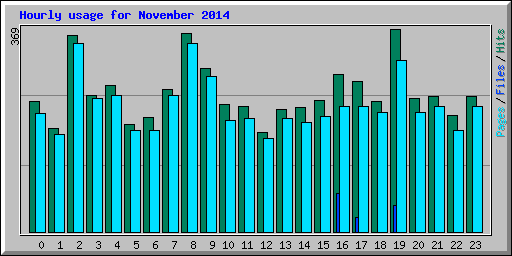 Hourly usage for November 2014
369
Pages/Files/Hits
0 1 2 3 4 5 6 7 8 9 10 11 12 13 14 15 16 17 18 19 20 21 22 23